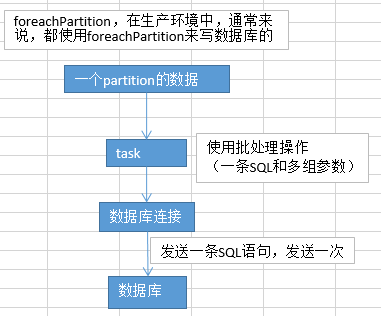 foreachPartition，在生产环境中，通常来
说，都使用foreachPartition来写数据库的
一个partition的数据
task
使用批处理操作
（一条SQL和多组参数）
数据库连接
发送一条SQL语句，发送一次
数据库